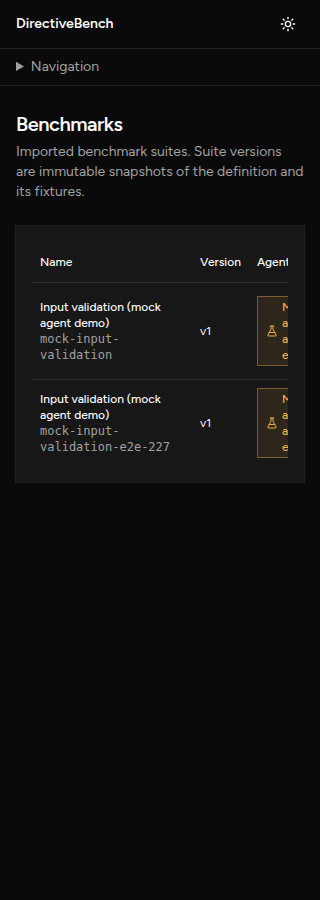 DirectiveBench
Navigation
Benchmarks
Imported benchmark suites. Suite versions
are immutable snapshots of the definition and
its fixtures.
Name Version Agent
Input validation (mock
agent demo)
mock-input-
validation
v1
Input validation (mock
agent demo)
mock-input-
validation-e2e-227
v1